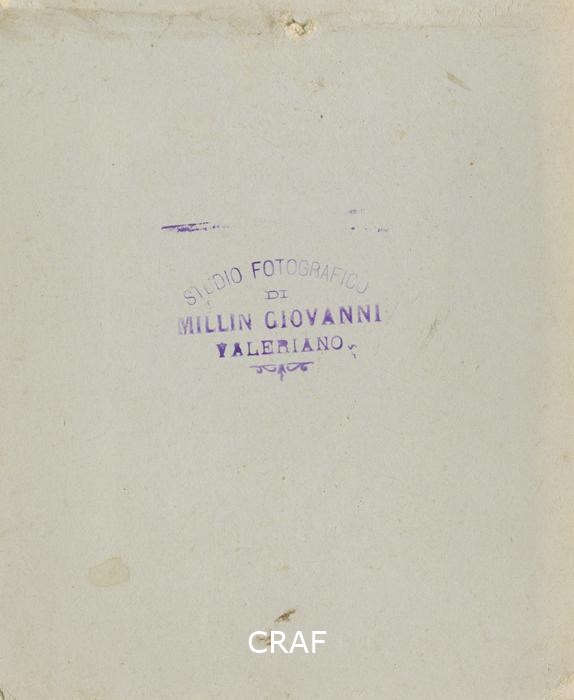 STUDIO FOTOGRAFICO
DI
MILLIN GIOVANNI
VALERIANO
CRAF